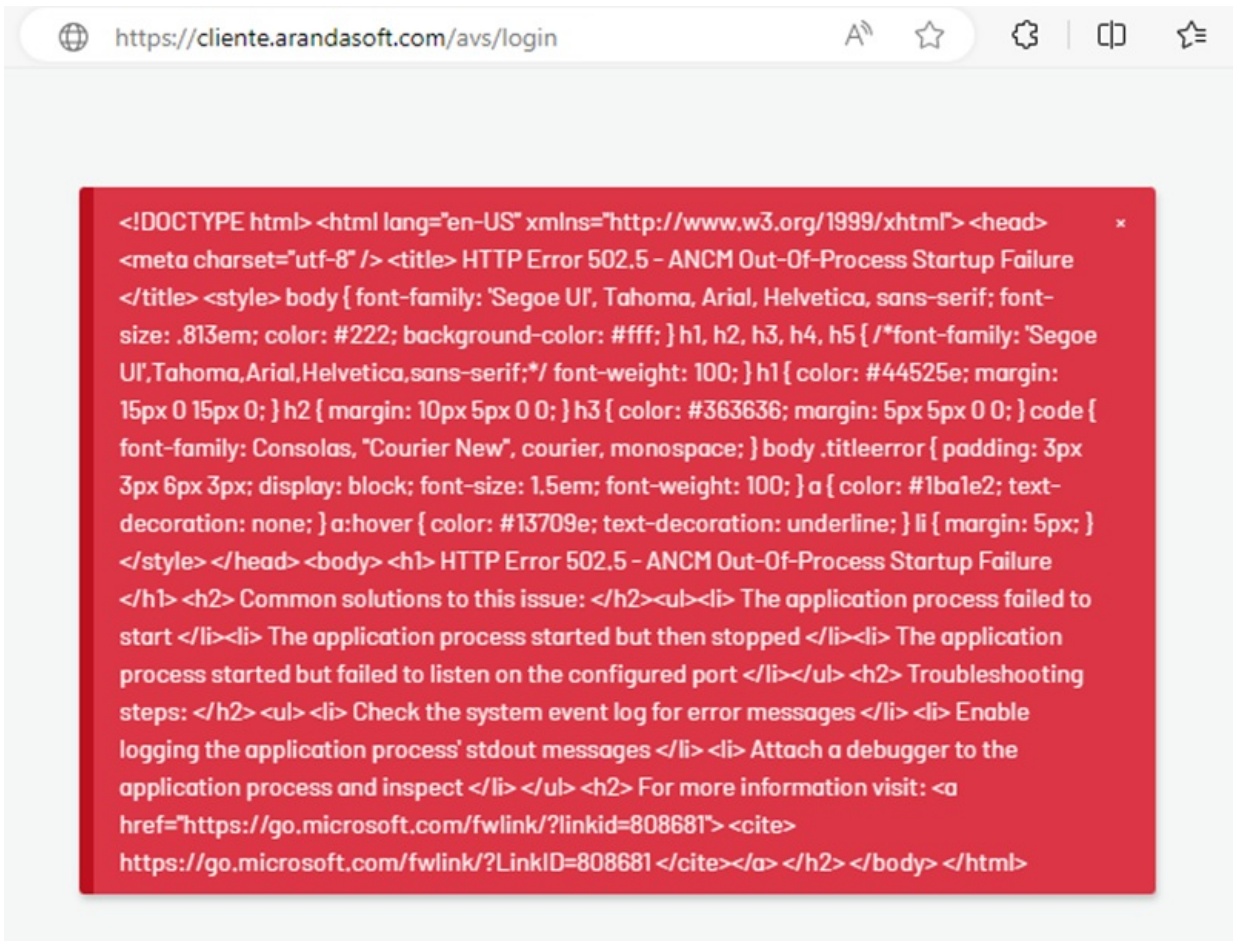 https://cliente.arandasoft.com/avs/login
<!DOCTYPE html> <html lang="en-US" xmlns="http://www.w3.org/1999/xhtml"> <head> ×
<meta charset="utf-8" /> <title> HTTP Error 502.5 - ANCM Out-Of-Process Startup Failure
</title> <style> body { font-family: 'Segoe UI', Tahoma, Arial, Helvetica, sans-serif; font-
size: .813em; color: #222; background-color: #fff; } h1, h2, h3, h4, h5 { /*font-family: 'Segoe
UI',Tahoma,Arial,Helvetica,sans-serif;*/ font-weight: 100; } h1 { color: #44525e; margin:
15px 0 15px 0; } h2 { margin: 10px 5px 0 0; } h3 { color: #363636; margin: 5px 5px 0 0; } code {
font-family: Consolas, "Courier New", courier, monospace; } body .titleerror { padding: 3px
3px 6px 3px; display: block; font-size: 1.5em; font-weight: 100; } a { color: #1ba1e2; text-
decoration: none; } a:hover { color: #13709e; text-decoration: underline; } li { margin: 5px; }
</style> </head> <body> <h1> HTTP Error 502.5 - ANCM Out-Of-Process Startup Failure
</h1> <h2> Common solutions to this issue: </h2><ul><li> The application process failed to
start </li><li> The application process started but then stopped </li><li> The application
process started but failed to listen on the configured port </li></ul> <h2> Troubleshooting
steps: </h2> <ul> <li> Check the system event log for error messages </li> <li> Enable
logging the application process' stdout messages </li> <li> Attach a debugger to the
application process and inspect </li> </ul> <h2> For more information visit: <a
href="https://go.microsoft.com/fwlink/?linkid=808681"> <cite>
https://go.microsoft.com/fwlink/?LinkID=808681 </cite></a> </h2> </body> </html>